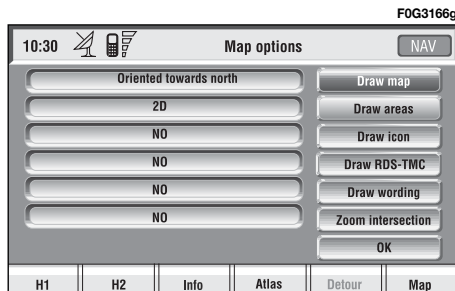 F0G3166g
10:30 Map options NAV
Oriented towards north Draw map
2D Draw areas
NO Draw icon
NO Draw RDS-TMC
NO Draw wording
NO Zoom intersection
OK
H1 H2 Info Atlas Detour Map